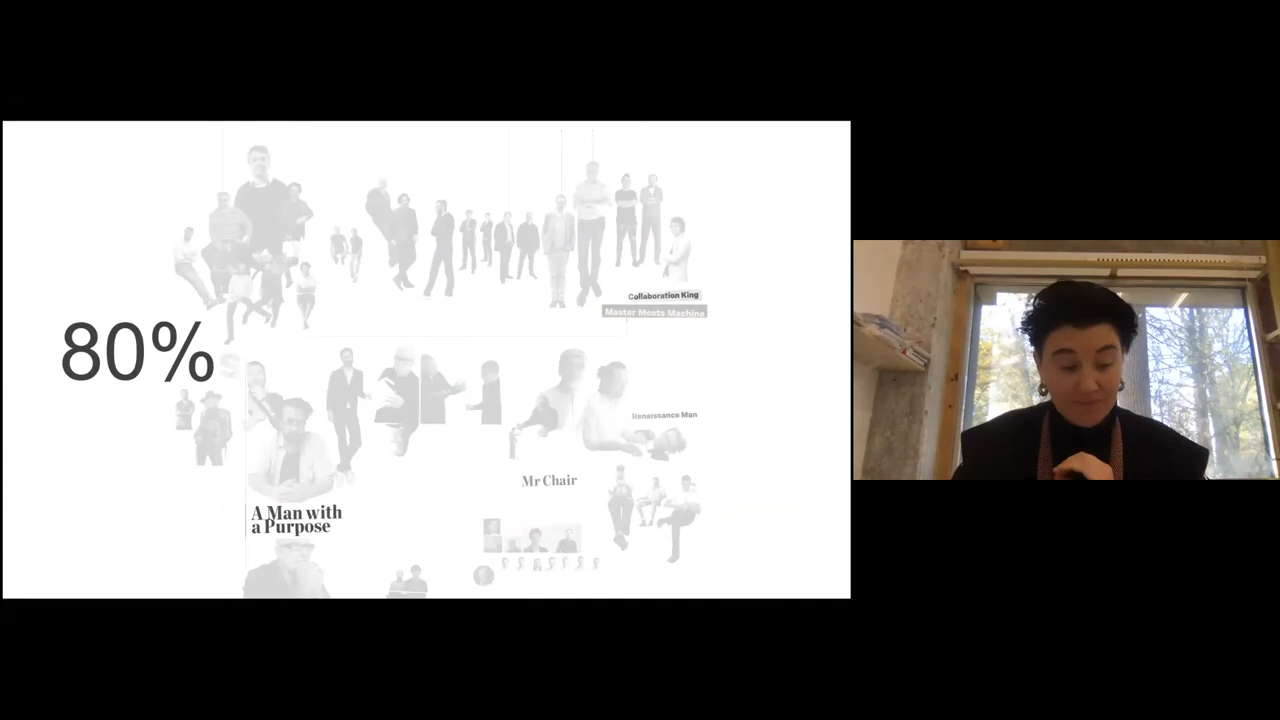 Collaboration King
Master Meets Machine
80%
Renaissance Man
Mr Chair
A Man with
a Purpose